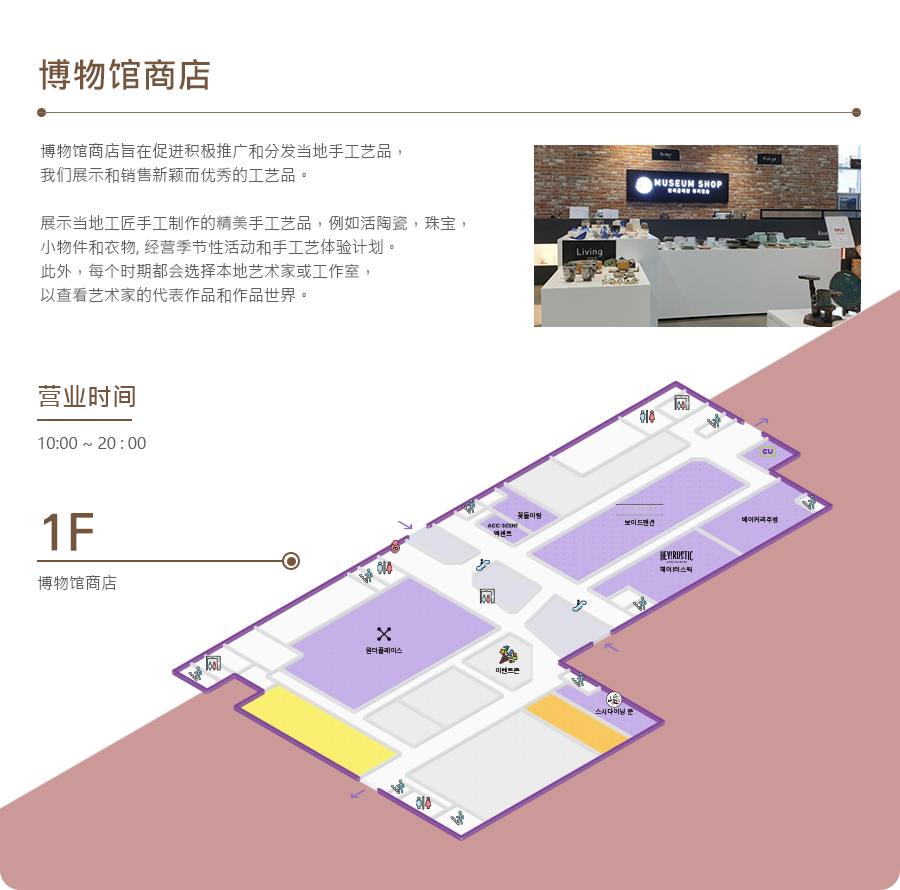 博物馆商店
博物馆商店旨在促进积极推广和分发当地手工艺品，
我们展示和销售新颖而优秀的工艺品。
展示当地工匠手工制作的精美手工艺品，例如活陶瓷，珠宝，
小物件和衣物, 经营季节性活动和手工艺体验计划。
此外，每个时期都会选择本地艺术家或工作室，
以查看艺术家的代表作品和作品世界。
Order
Pick up
MUSEUM SHOP
Living
SALE
营业时间
10:00 ~ 20 : 00
1F
博物馆商店
CU
꽃들이랑
ACC:SCENT
액센트
보이드맨션
베이커리주방
HEY!RUSTIC
헤이!러스틱
원더플레이스
이벤트존
스시다이닝 쿤